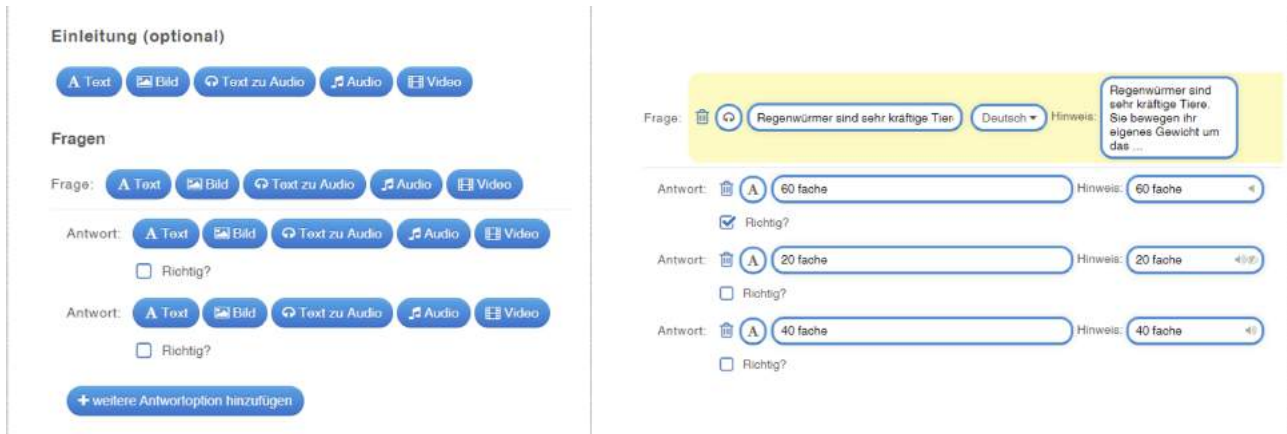 Einleitung (optional)
A Text Bild Text zu Audio Audio Video
Fragen
Frage: A Text Bild Text zu Audio Audio Video
Antwort: A Text Bild Text zu Audio Audio Video
Richtig?
Antwort: A Text Bild Text zu Audio Audio Video
Richtig?
+ weitere Antwortoption hinzufügen
Frage: Regenwürmer sind sehr kräftige Tier Deutsch Hinweis:
Regenwürmer sind
sehr kräftige Tiere.
Sie bewegen ihr
eigenes Gewicht um
das ...
Antwort: A 60 fache Hinweis: 60 fache
Richtig?
Antwort: A 20 fache Hinweis: 20 fache
Richtig?
Antwort: A 40 fache Hinweis: 40 fache
Richtig?